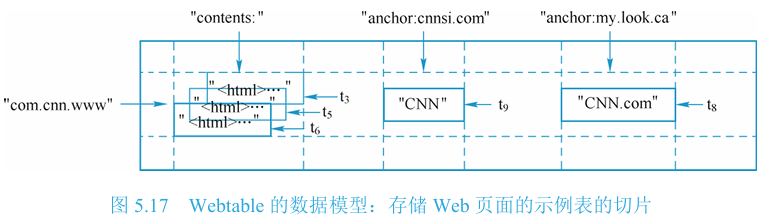 "contents:" "anchor:cnnsi.com" "anchor:my.look.ca"
"com.cnn.www"
"<html>…" t3
"<html>…" t5
"<html>…" t6
"CNN" t9
"CNN.com" t8
图 5.17 Webtable 的数据模型：存储 Web 页面的示例表的切片